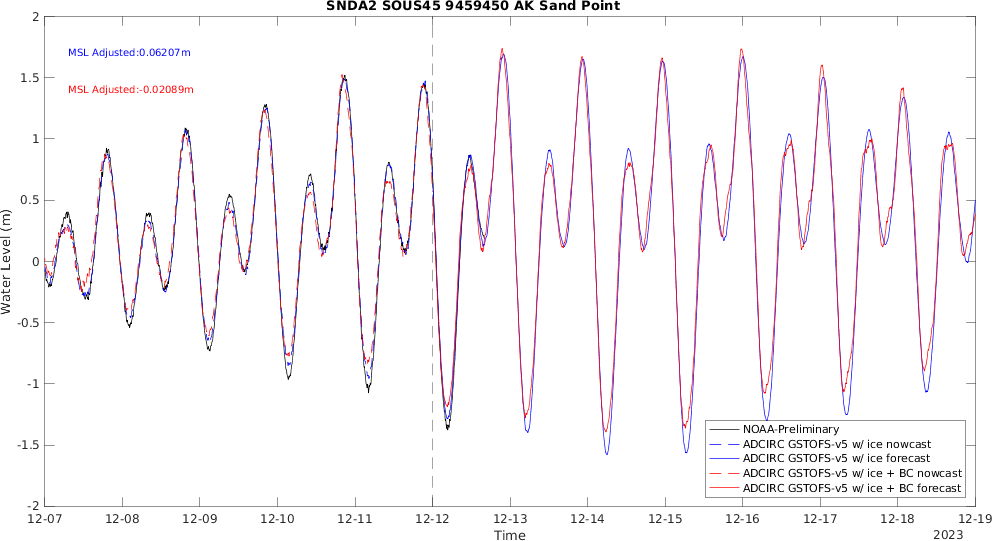 SNDA2 SOUS45 9459450 AK Sand Point
MSL Adjusted:0.06207m
MSL Adjusted:-0.02089m
Water Level (m)
2
1.5
1
0.5
0
-0.5
-1
-1.5
-2
NOAA-Preliminary
ADCIRC GSTOFS-v5 w/ ice nowcast
ADCIRC GSTOFS-v5 w/ ice forecast
ADCIRC GSTOFS-v5 w/ ice + BC nowcast
ADCIRC GSTOFS-v5 w/ ice + BC forecast
12-07 12-08 12-09 12-10 12-11 12-12 12-13 12-14 12-15 12-16 12-17 12-18 12-19
Time
2023